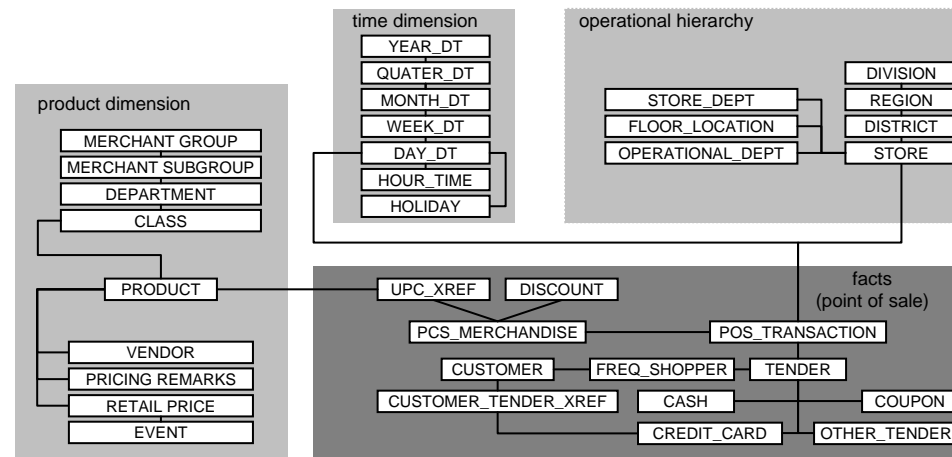 time dimension
operational hierarchy
YEAR_DT
QUATER_DT
MONTH_DT
WEEK_DT
DAY_DT
HOUR_TIME
HOLIDAY
STORE_DEPT
FLOOR_LOCATION
OPERATIONAL_DEPT
DIVISION
REGION
DISTRICT
STORE
product dimension
MERCHANT GROUP
MERCHANT SUBGROUP
DEPARTMENT
CLASS
PRODUCT
VENDOR
PRICING REMARKS
RETAIL PRICE
EVENT
facts
(point of sale)
UPC_XREF
DISCOUNT
PCS_MERCHANDISE
POS_TRANSACTION
CUSTOMER
FREQ_SHOPPER
TENDER
CUSTOMER_TENDER_XREF
CASH
COUPON
CREDIT_CARD
OTHER_TENDER